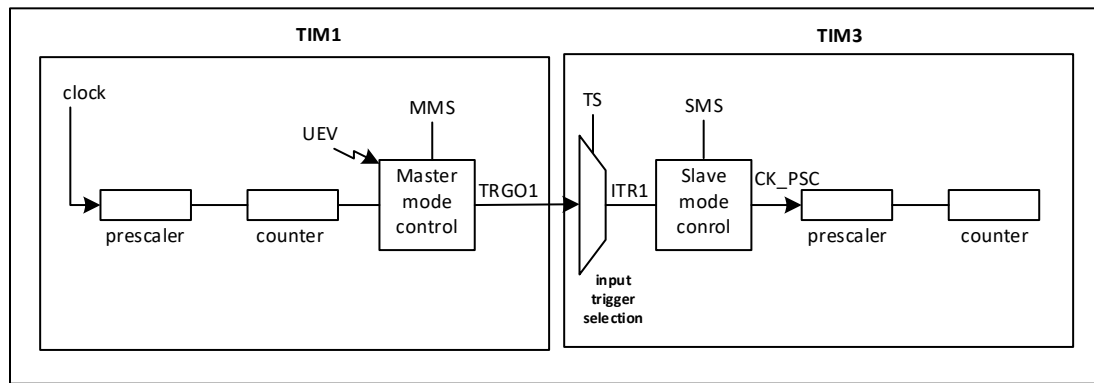 TIM1
TIM3
clock
MMS
UEV
Master
mode
control
TRGO1
prescaler
counter
TS
SMS
ITR1
Slave
mode
conrol
CK_PSC
prescaler
counter
input
trigger
selection